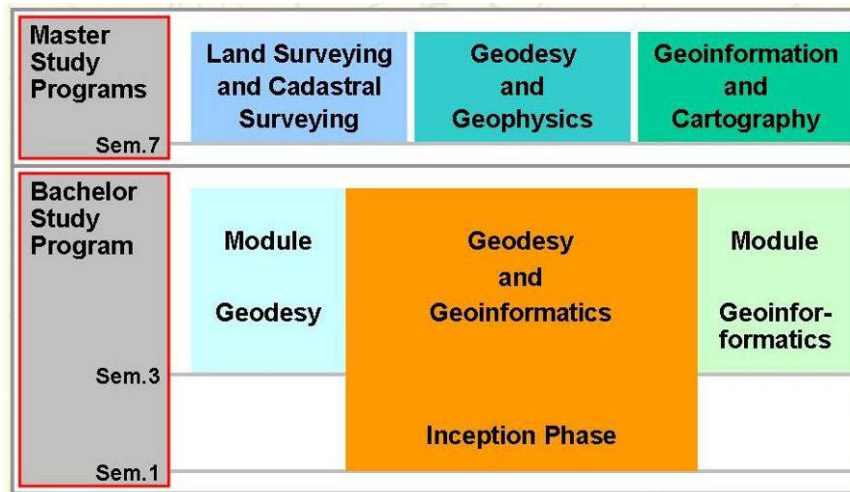 Master
Study
Programs
Sem.7
Land Surveying
and Cadastral
Surveying
Geodesy
and
Geophysics
Geoinformation
and
Cartography
Bachelor
Study
Program
Sem.3
Sem.1
Module
Geodesy
Geodesy
and
Geoinformatics
Inception Phase
Module
Geoinfor-
formatics